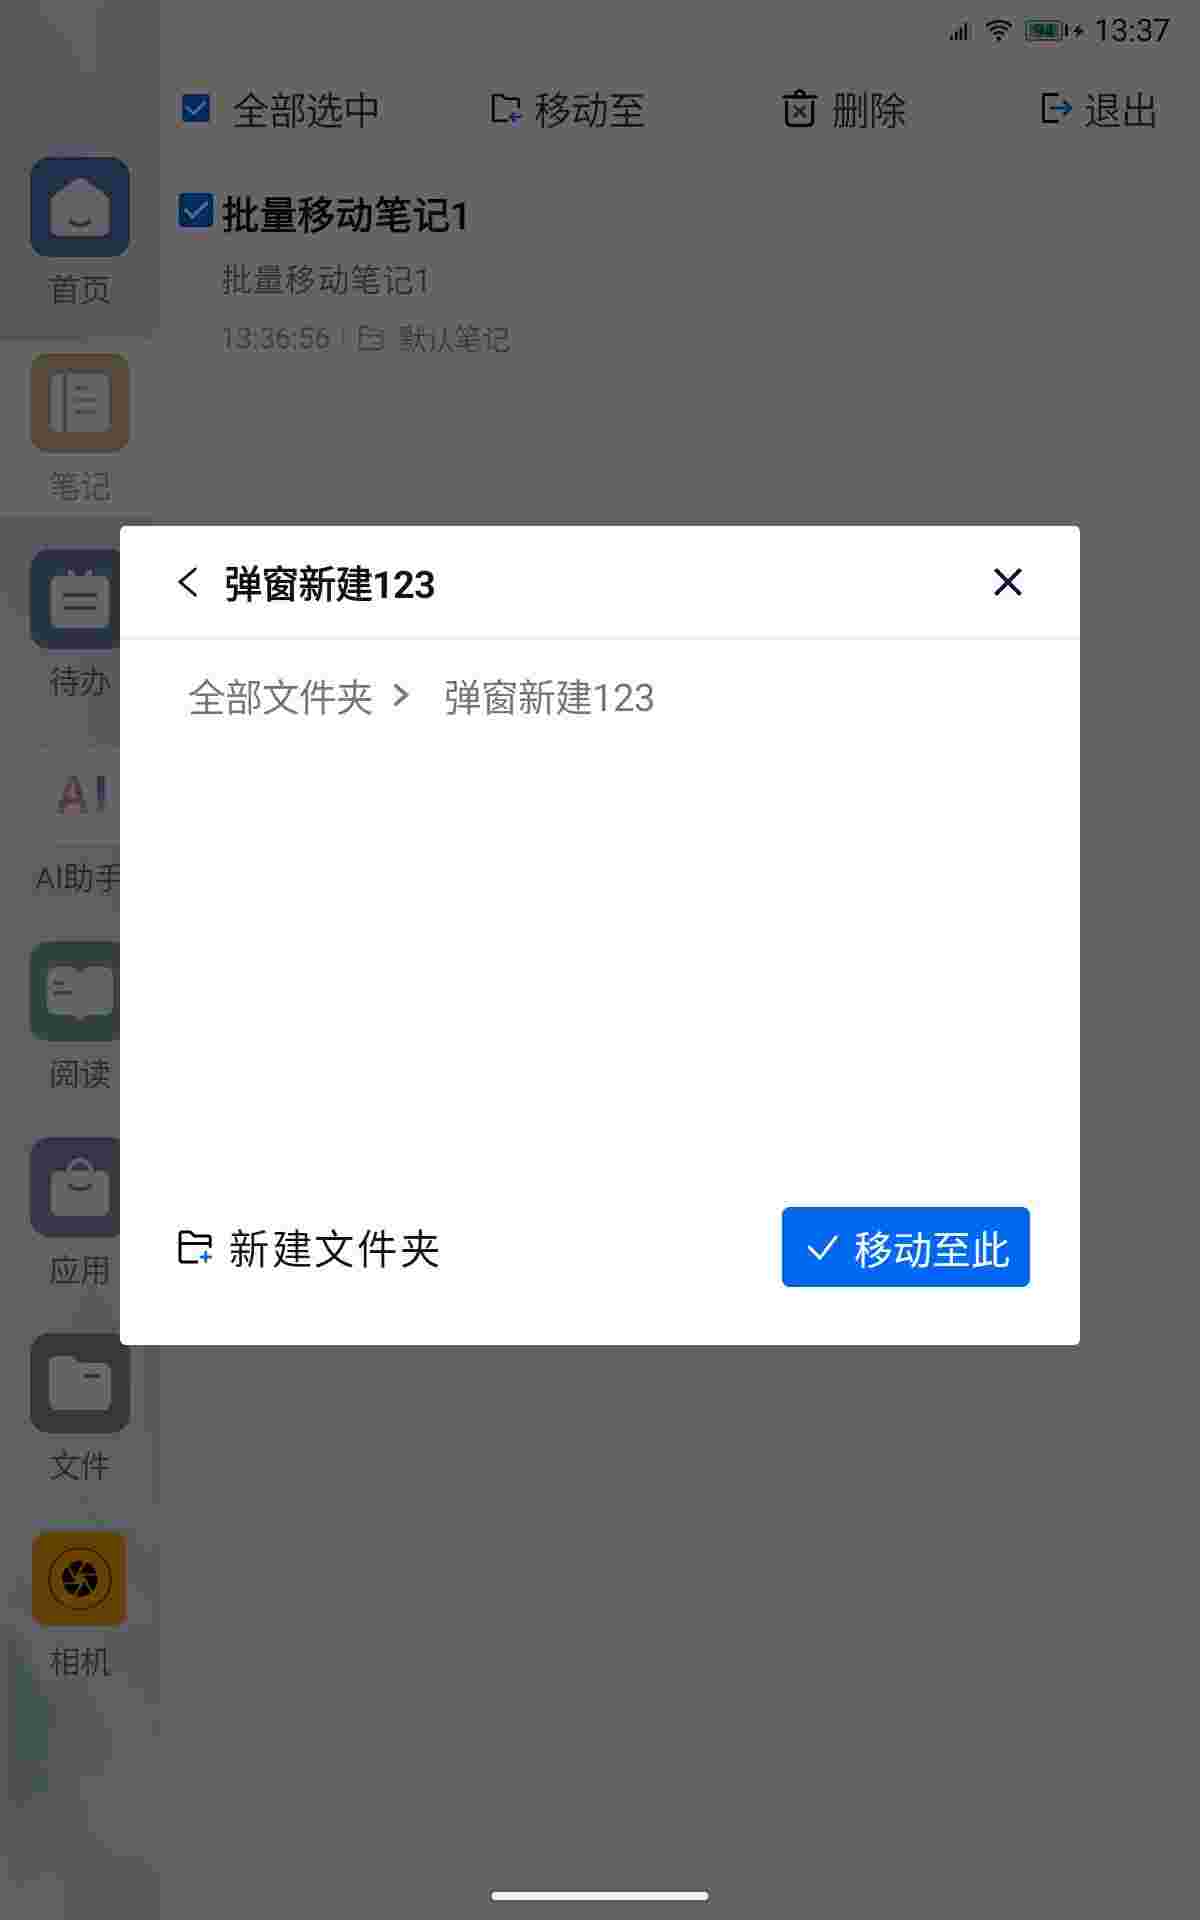 13:37
94
全部选中 移动至 删除 退出
批量移动笔记1
批量移动笔记1
13:36:56 | 默认笔记
首页
笔记
待办
AI
AI助手
阅读
应用
文件
相机
弹窗新建123
全部文件夹 > 弹窗新建123
新建文件夹
移动至此